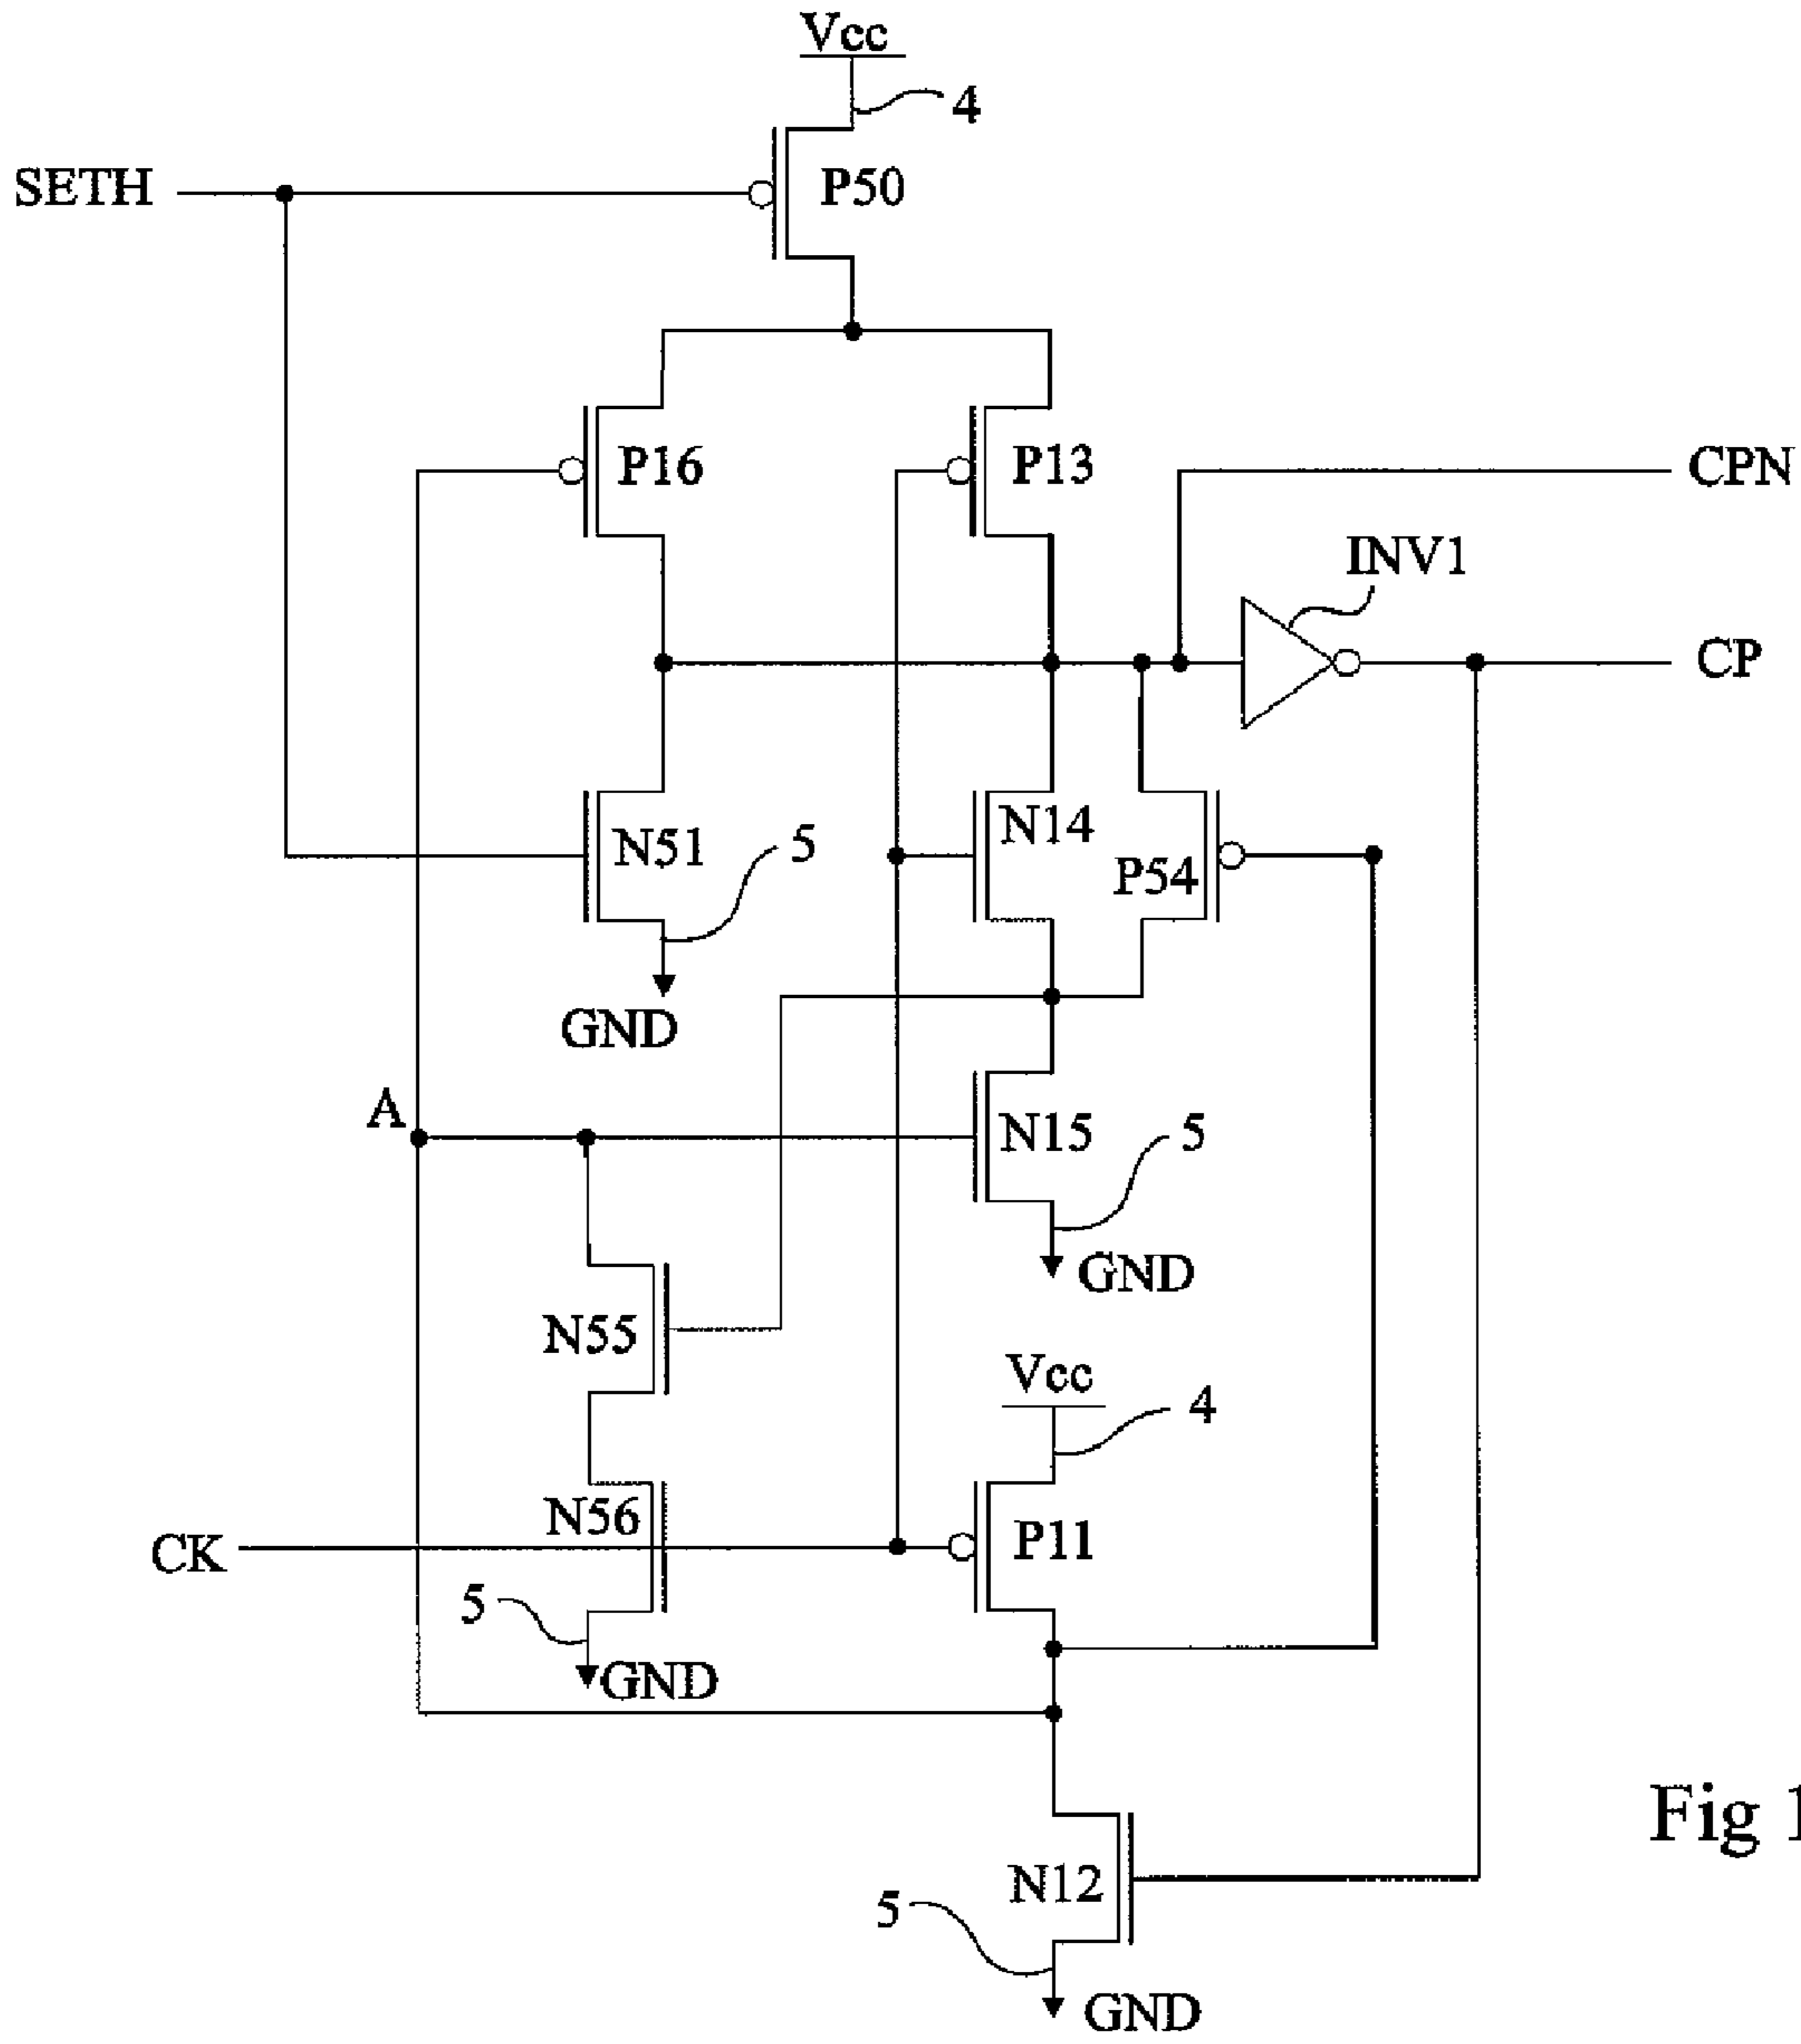 Vcc
4
SETH
P50
P16
P13
CPN
INV1
CP
N51
5
N14
P54
GND
A
N15
5
GND
N55
Vcc
4
N56
CK
P11
5
GND
Fig 1
N12
5
GND